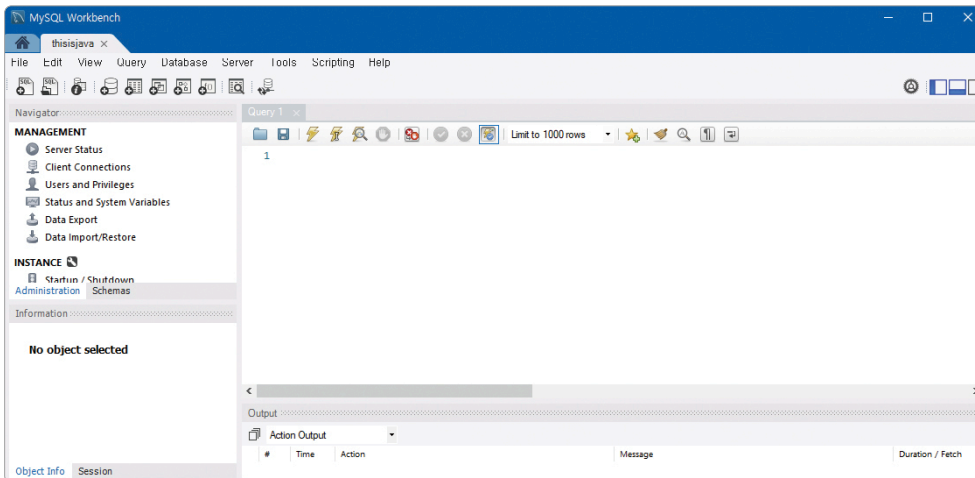 MySQL Workbench
thisisjava
File Edit View Query Database Server Tools Scripting Help
SQL SQL
Navigator
MANAGEMENT
Server Status
Client Connections
Users and Privileges
Status and System Variables
Data Export
Data Import/Restore
INSTANCE
Startup / Shutdown
Administration Schemas
Information
No object selected
Object Info Session
Query 1
Limit to 1000 rows
1
Output
Action Output
# Time Action Message Duration / Fetch